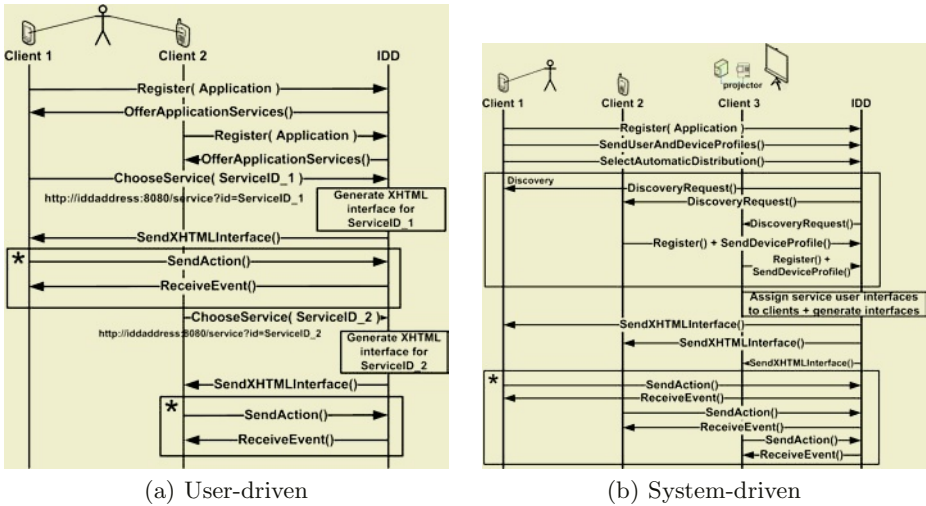 Client 1
Client 2
IDD
Register( Application )
OfferApplicationServices()
Register( Application )
OfferApplicationServices()
ChooseService( ServiceID_1 )
http://iddaddress:8080/service?id=ServiceID_1
Generate XHTML
interface for
ServiceID_1
SendXHTMLInterface()
*
SendAction()
ReceiveEvent()
ChooseService( ServiceID_2 )
http://iddaddress:8080/service?id=ServiceID_2
Generate XHTML
interface for
ServiceID_2
SendXHTMLInterface()
*
SendAction()
ReceiveEvent()
(a) User-driven
projector
Client 1
Client 2
Client 3
IDD
Register( Application )
SendUserAndDeviceProfiles()
SelectAutomaticDistribution()
Discovery
DiscoveryRequest()
DiscoveryRequest()
DiscoveryRequest()
Register() + SendDeviceProfile()
Register() +
SendDeviceProfile()
Assign service user interfaces
to clients + generate interfaces
SendXHTMLInterface()
SendXHTMLInterface()
SendXHTMLInterface()
*
SendAction()
ReceiveEvent()
SendAction()
ReceiveEvent()
SendAction()
ReceiveEvent()
(b) System-driven